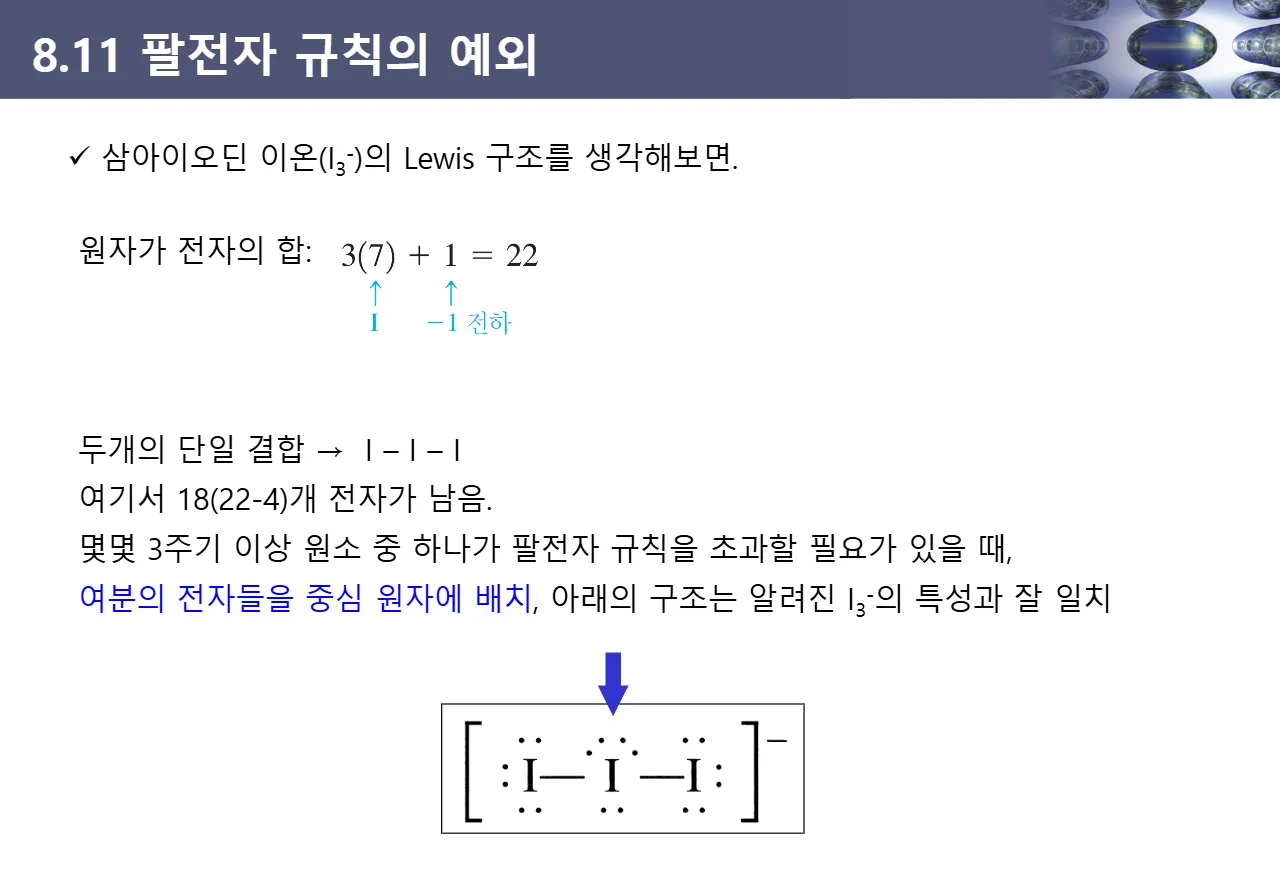 8.11 팔전자 규칙의 예외
✓ 삼아이오딘 이온(I₃⁻)의 Lewis 구조를 생각해보면.
원자가 전자의 합: 3(7) + 1 = 22
↑ ↑
I −1 전하
두개의 단일 결합 → I – I – I
여기서 18(22-4)개 전자가 남음.
몇몇 3주기 이상 원소 중 하나가 팔전자 규칙을 초과할 필요가 있을 때,
여분의 전자들을 중심 원자에 배치, 아래의 구조는 알려진 I₃⁻의 특성과 잘 일치
[:I—I—I:]⁻